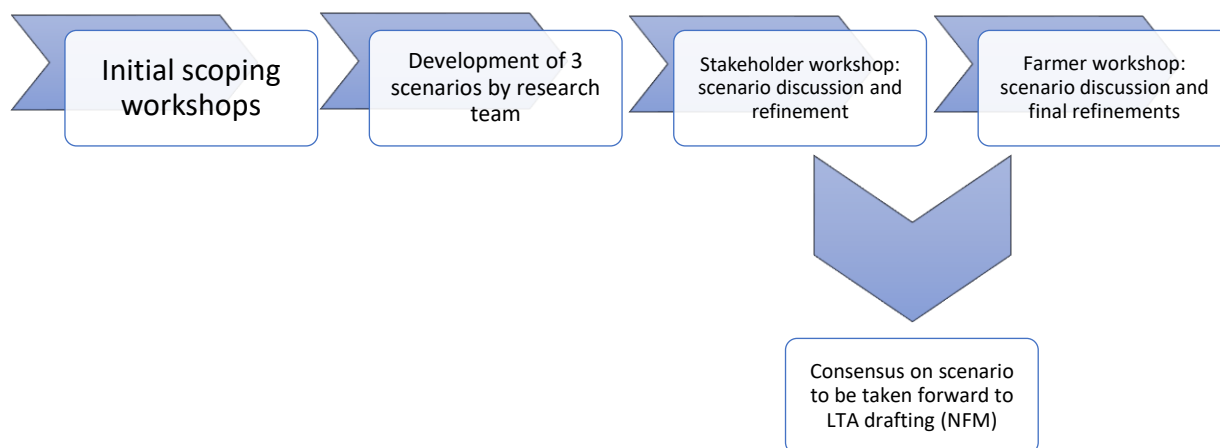 Initial scoping
workshops
Development of 3
scenarios by research
team
Stakeholder workshop:
scenario discussion and
refinement
Farmer workshop:
scenario discussion and
final refinements
Consensus on scenario
to be taken forward to
LTA drafting (NFM)